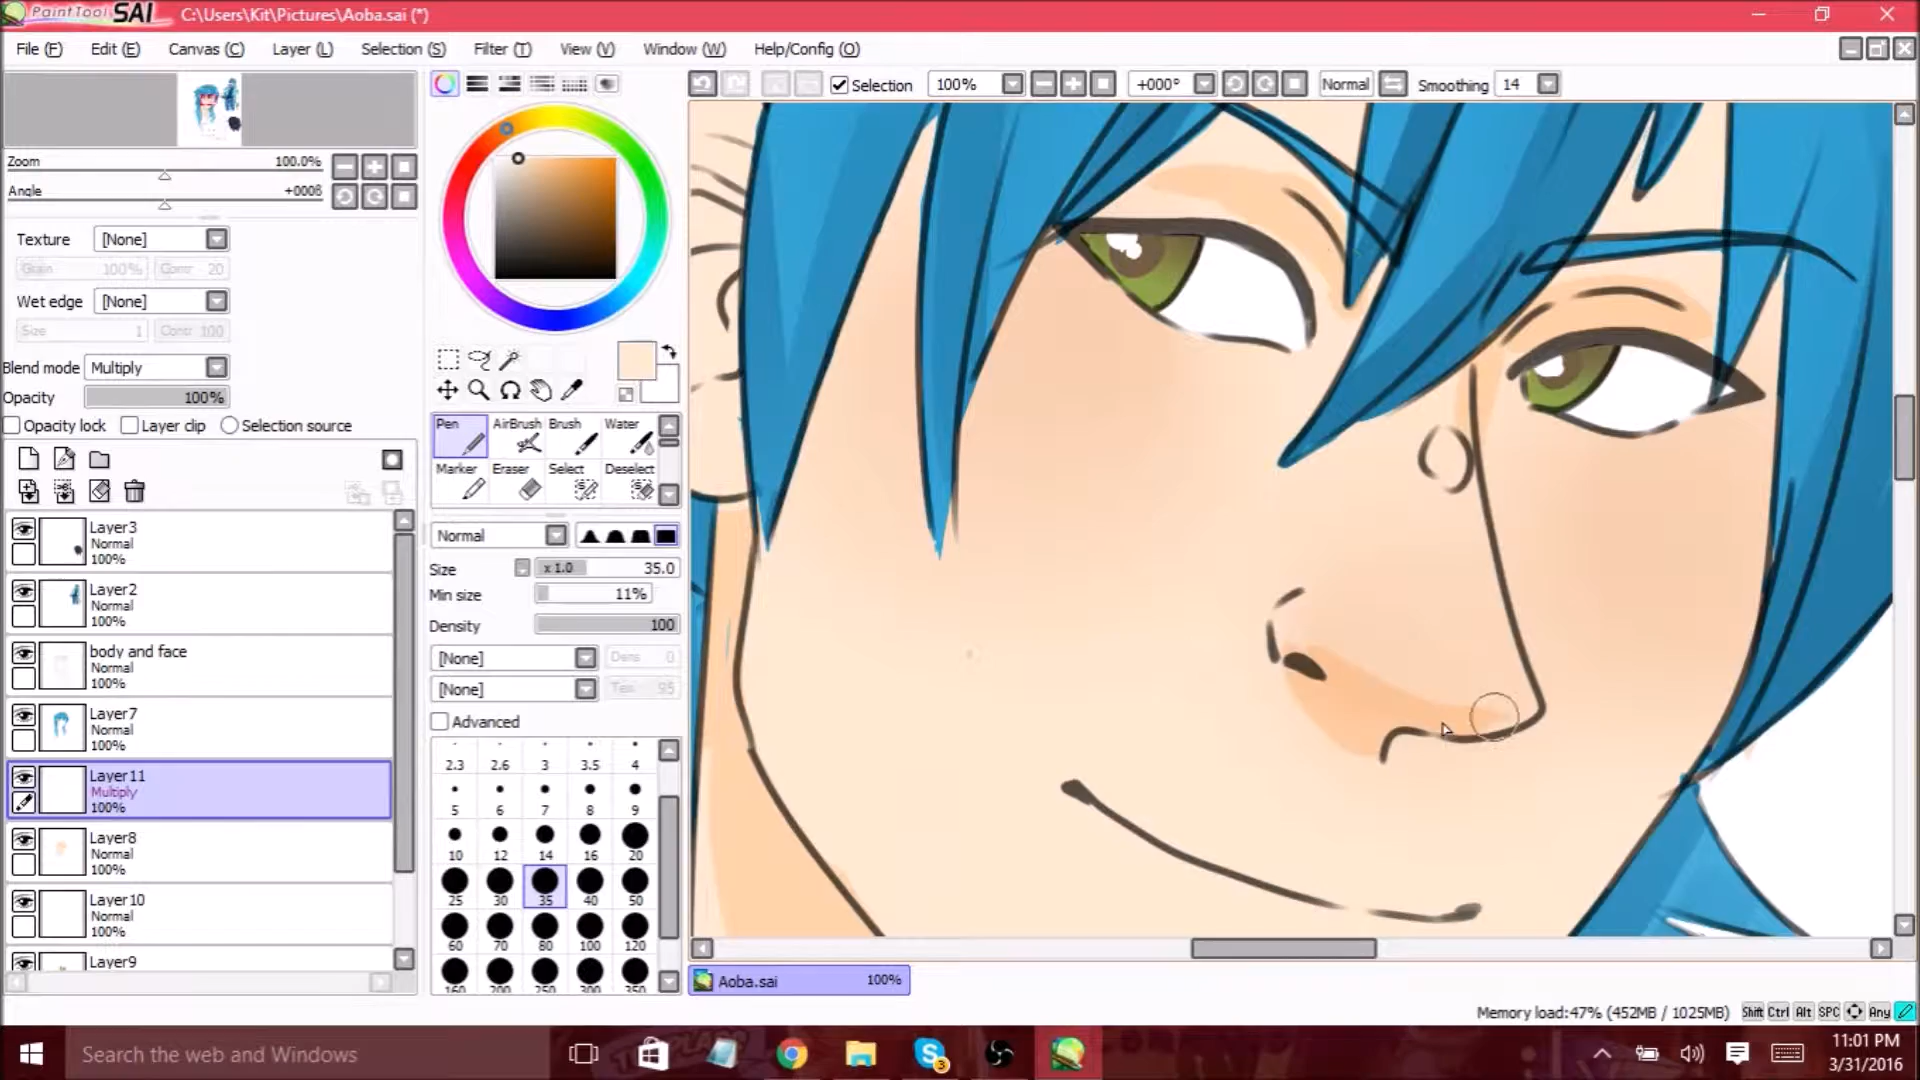 PaintTool SAI C:\Users\Kit\Pictures\Aoba.sai (*)
File (F) Edit (E) Canvas (C) Layer (L) Selection (S) Filter (T) View (V) Window (W) Help/Config (O)
Selection 100% +000° Normal Smoothing 14
Zoom 100.0%
Angle
Texture [None]
Grain 100% Contr 20
Wet edge [None]
Size 1 Contr 100
Blend mode Multiply
Opacity 100%
Opacity lock Layer clip Selection source
Layer3
Normal
100%
Layer2
Normal
100%
body and face
Normal
100%
Layer7
Normal
100%
Layer11
Multiply
100%
Layer8
Normal
100%
Layer10
Normal
100%
Layer9
Pen AirBrush Brush Water
Marker Eraser Select Deselect
Normal
Size x 1.0 35.0
Min size 11%
Density 100
[None] Dens 0
[None] Tex 95
Advanced
2.3 2.6 3 3.5 4
5 6 7 8 9
10 12 14 16 20
25 30 35 40 50
60 70 80 100 120
160 200 250 300 350
Aoba.sai 100%
Memory load:47% (452MB / 1025MB) Shift Ctrl Alt SPC Any
Search the web and Windows
3
11:01 PM
3/31/2016